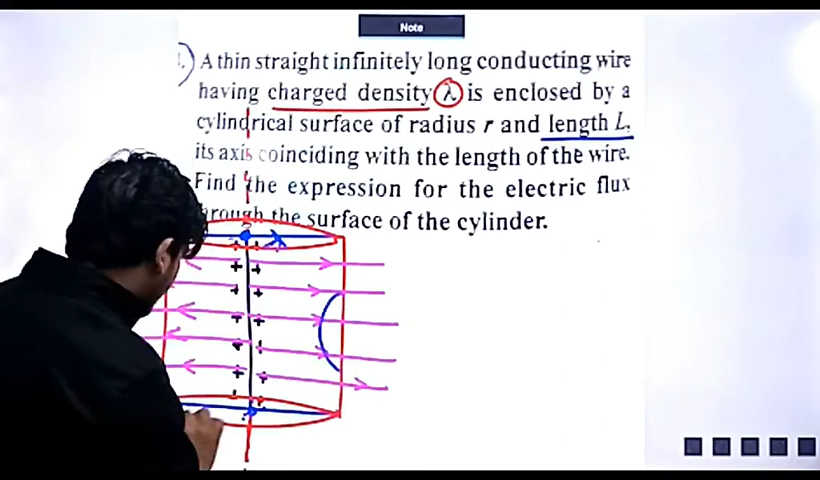 Note
A thin straight infinitely long conducting wire
having charged density λ is enclosed by a
cylindrical surface of radius r and length L,
its axis coinciding with the length of the wire.
Find the expression for the electric flux
through the surface of the cylinder.